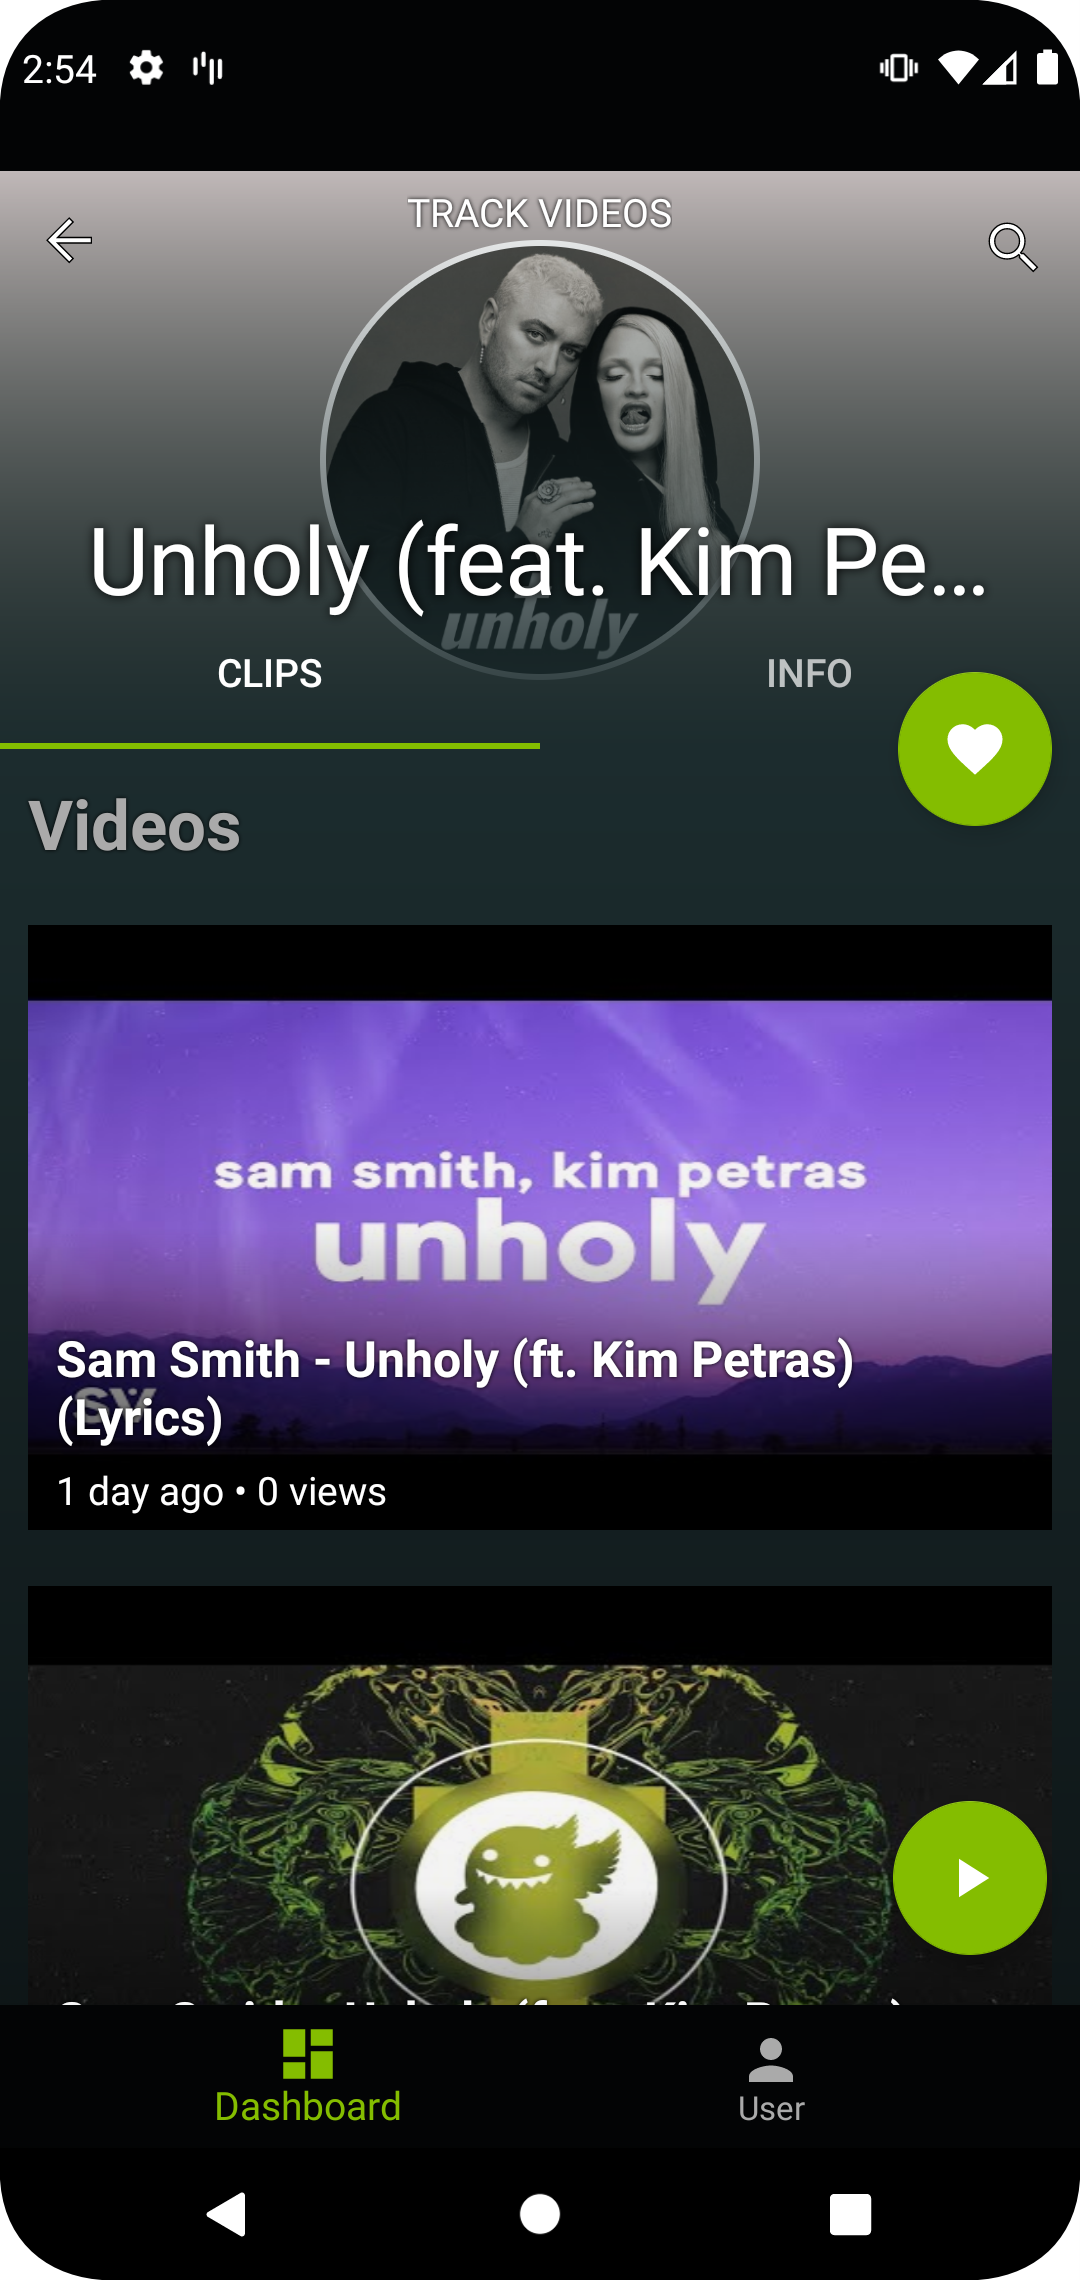 2:54
TRACK VIDEOS
unholy
Unholy (feat. Kim Pe...
CLIPS
INFO
Videos
sam smith, kim petras
unholy
sv
Sam Smith - Unholy (ft. Kim Petras)
(Lyrics)
1 day ago • 0 views
Dashboard
User